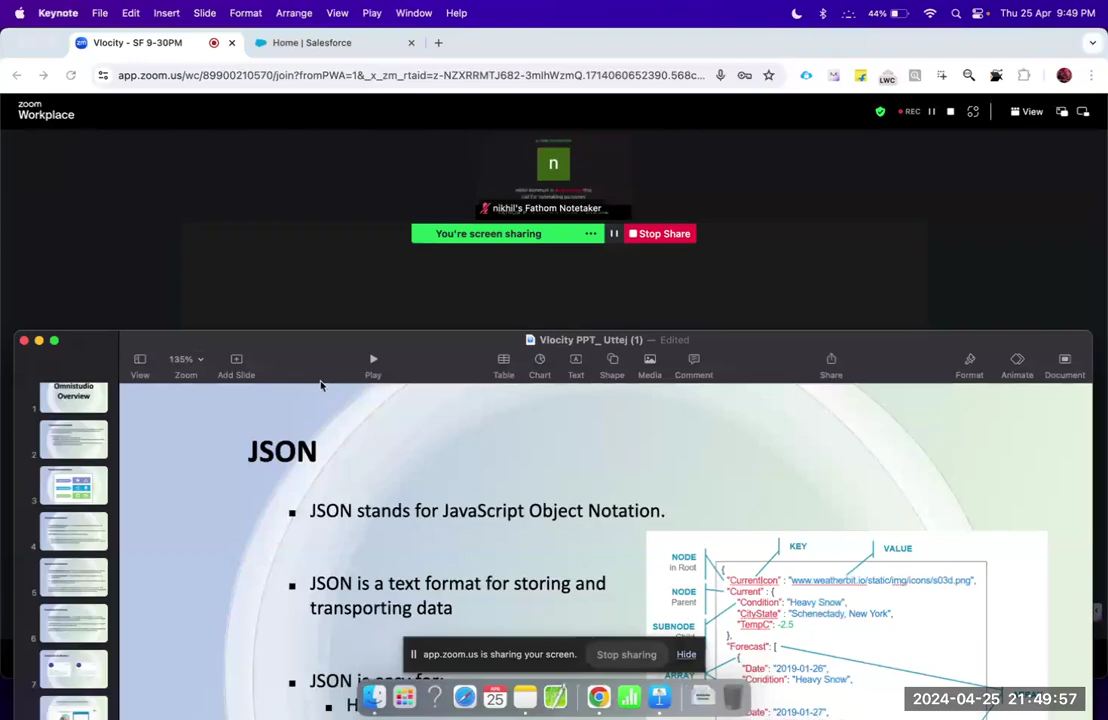 Keynote File Edit Insert Slide Format Arrange View Play Window Help 44% Thu 25 Apr 9:49 PM
zm Vlocity - SF 9-30PM Home | Salesforce
app.zoom.us/wc/89900210570/join?fromPWA=1&_x_zm_rtaid=z-NZXRRMTJ682-3mIhWzmQ.1714060652390.568c...
LWC
zoom
Workplace
REC View
n
nikhil's Fathom Notetaker
You're screen sharing Stop Share
Vlocity PPT_ Uttej (1) — Edited
135%
View Zoom Add Slide Play Table Chart Text Shape Media Comment Share Format Animate Document
Omnistudio
Overview
1
2
3
4
5
6
7
JSON
JSON stands for JavaScript Object Notation.
JSON is a text format for storing and
transporting data
JSON is easy for
NODE
in Root
KEY
VALUE
NODE
Parent
SUBNODE
Child
ARRAY
{
"CurrentIcon" : "www.weatherbit.io/static/img/icons/s03d.png",
"Current" : {
"Condition": "Heavy Snow",
"CityState" : "Schenectady, New York",
"TempC": -2.5
},
"Forecast": [
{
"Date": "2019-01-26",
"Condition": "Heavy Snow",
"Date": "2019-01-27"
app.zoom.us is sharing your screen. Stop sharing Hide
APR
25
2024-04-25 21:49:57